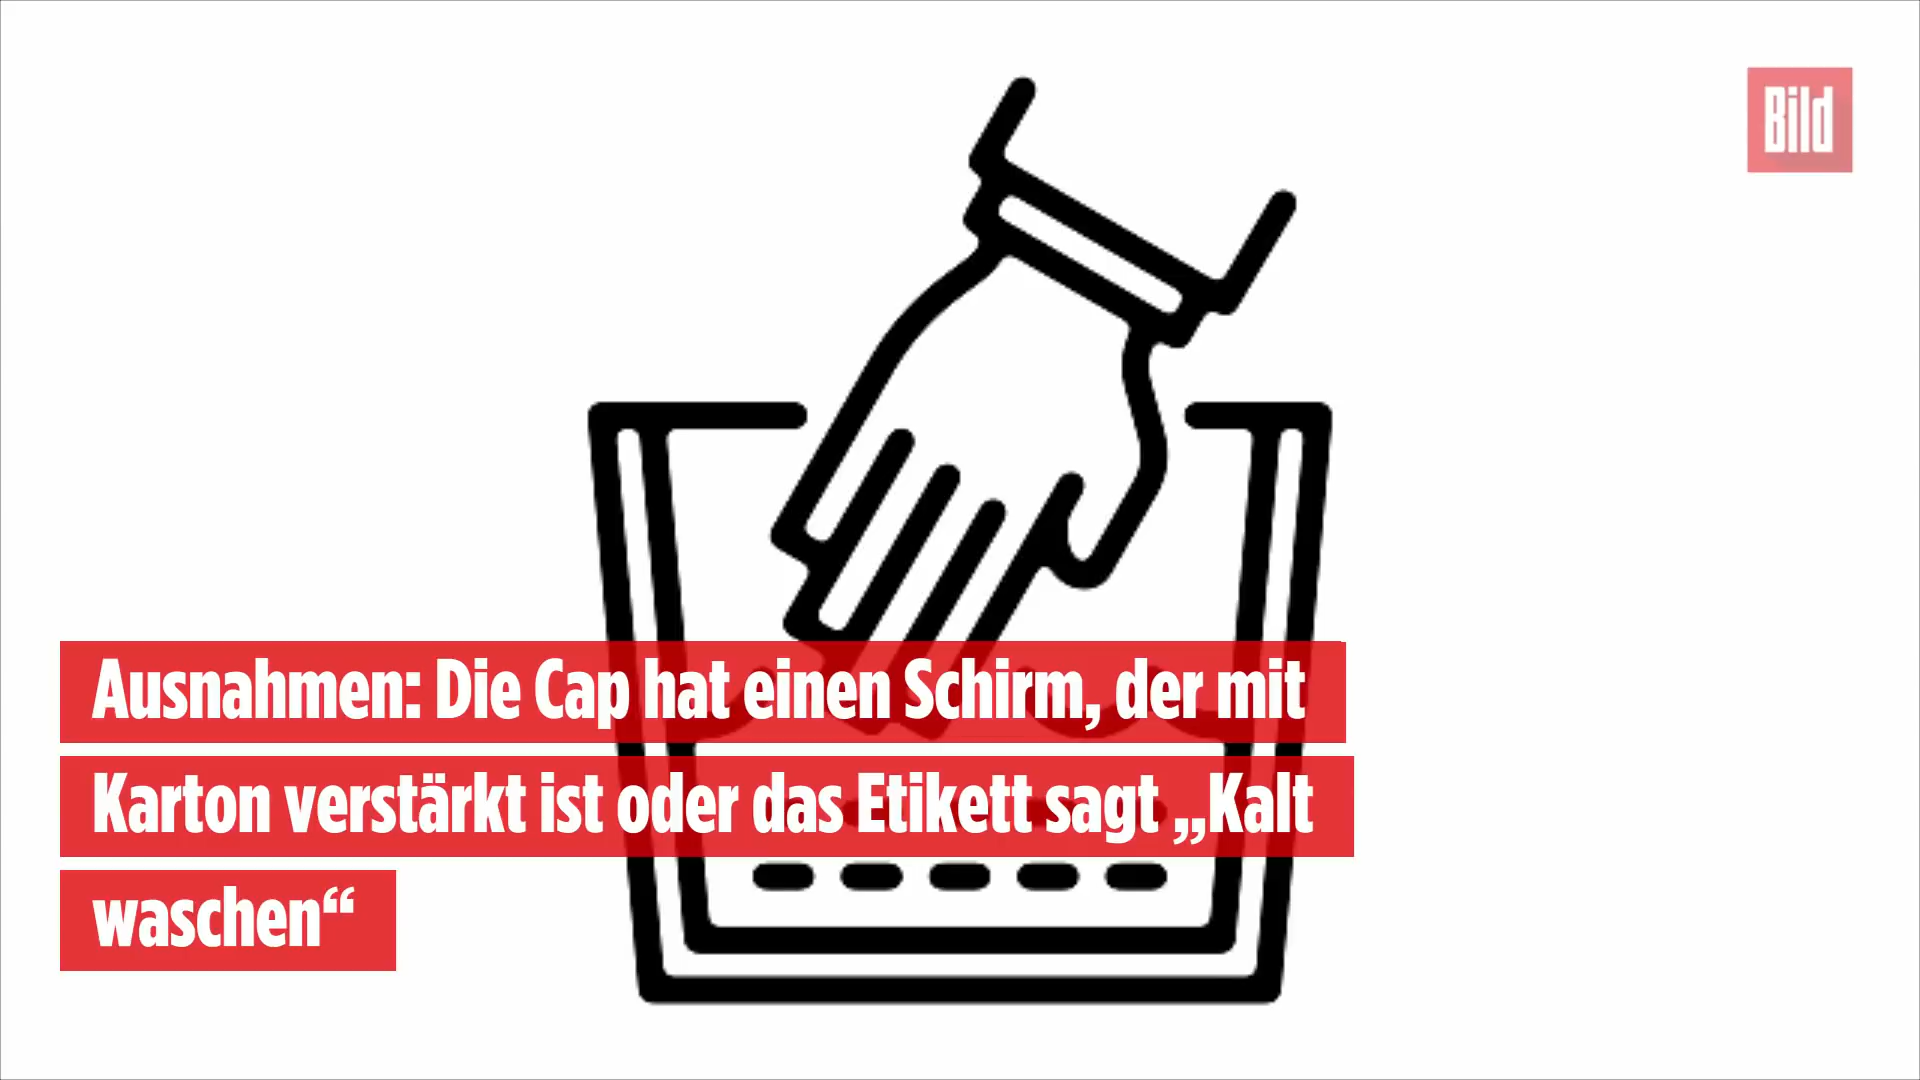 Bild
Ausnahmen: Die Cap hat einen Schirm, der mit
Karton verstärkt ist oder das Etikett sagt „Kalt
waschen“